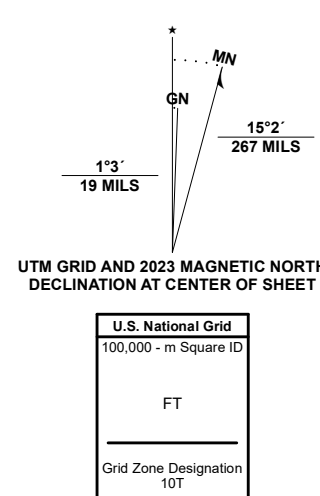 ★
MN
GN
15°2´
267 MILS
1°3´
19 MILS
UTM GRID AND 2023 MAGNETIC NORTH
DECLINATION AT CENTER OF SHEET
U.S. National Grid
100,000 - m Square ID
FT
Grid Zone Designation
10T